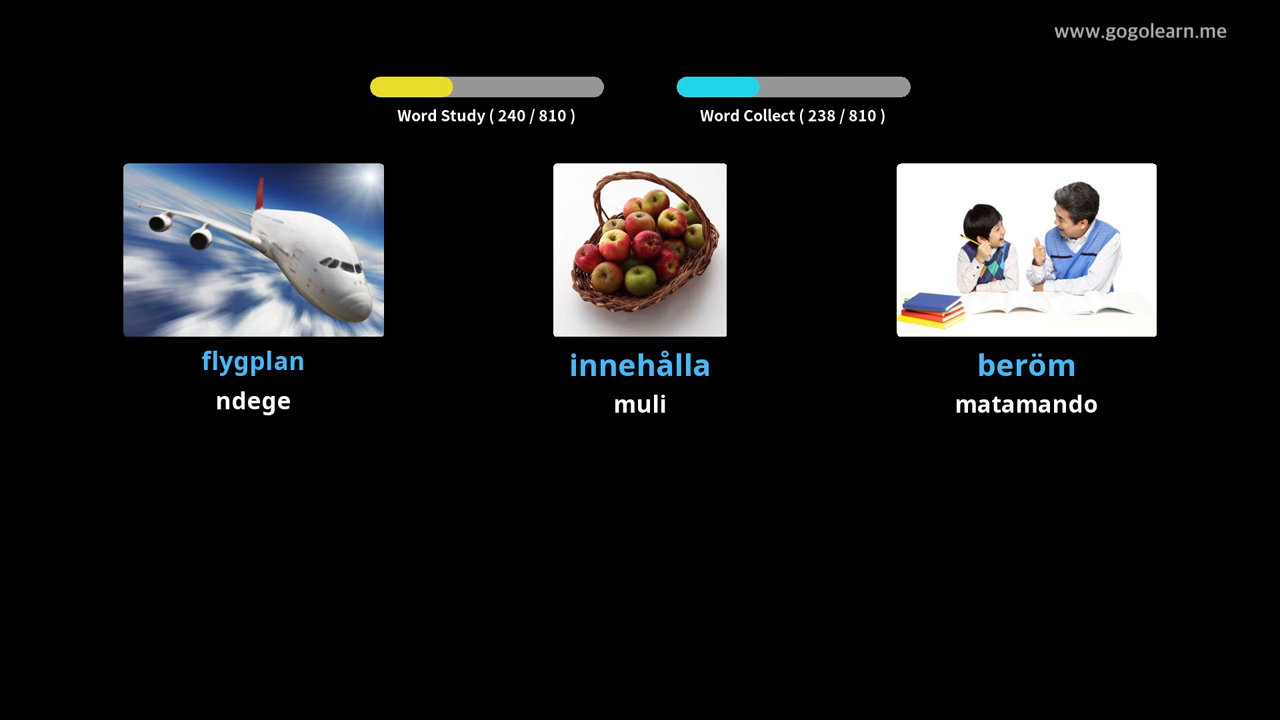 www.gogolearn.me
Word Study ( 240 / 810 )
Word Collect ( 238 / 810 )
flygplan
ndege
innehålla
muli
beröm
matamando